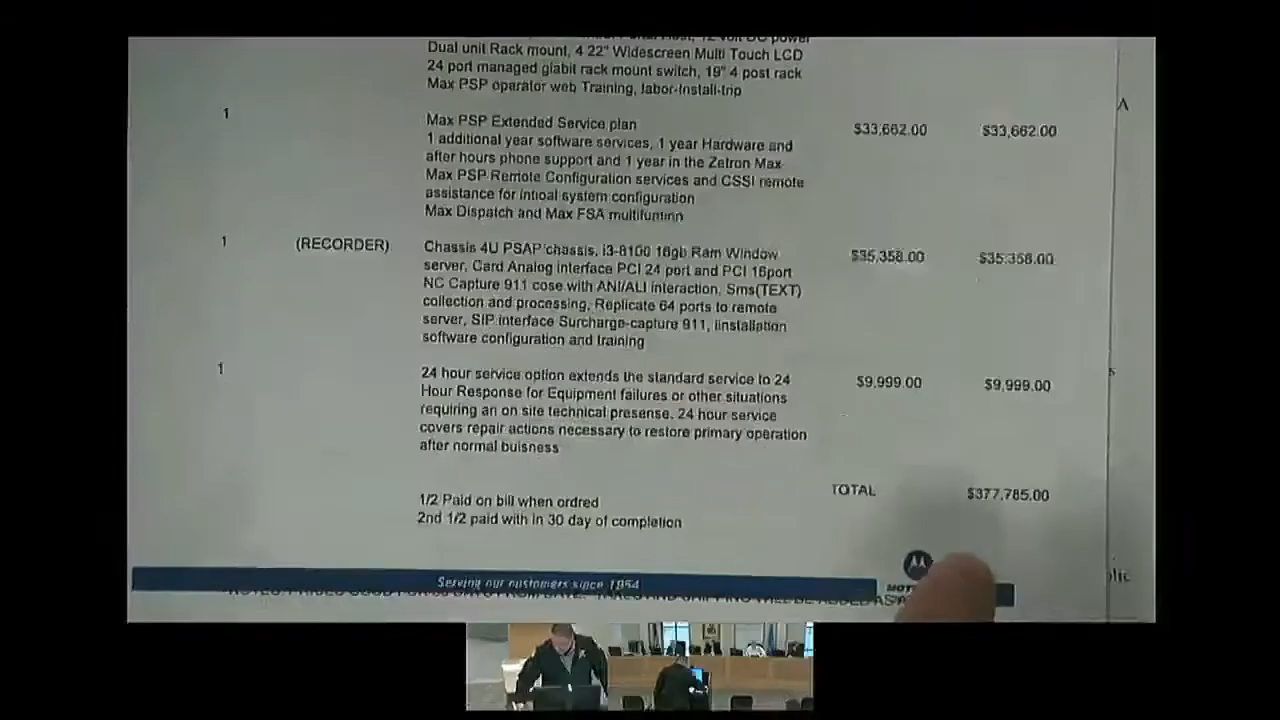 12 volt DC power
Dual unit Rack mount, 4 22" Widescreen Multi Touch LCD
24 port managed giabit rack mount switch, 19" 4 post rack
Max PSP operator web Training, labor-Install-trip
A
1 Max PSP Extended Service plan $33,662.00 $33,662.00
1 additional year software services, 1 year Hardware and
after hours phone support and 1 year in the Zetron Max
Max PSP Remote Configuration services and CSSI remote
assistance for intioal system configuration
Max Dispatch and Max FSA multifuntinn
1 (RECORDER) Chassis 4U PSAP chassis, i3-8100 16gb Ram Window $35,358.00 $35,358.00
server, Card Analog interface PCI 24 port and PCI 16port
NC Capture 911 cose with ANI/ALI interaction, Sms(TEXT)
collection and processing, Replicate 64 ports to remote
server, SIP interface Surcharge-capture 911, Iinstallation
software configuration and training
1 24 hour service option extends the standard service to 24 $9,999.00 $9,999.00
Hour Response for Equipment failures or other situations
requiring an on site technical presense. 24 hour service
covers repair actions necessary to restore primary operation
after normal buisness
s
TOTAL $377,785.00
1/2 Paid on bill when ordred
2nd 1/2 paid with in 30 day of completion
Serving our customers since 1954